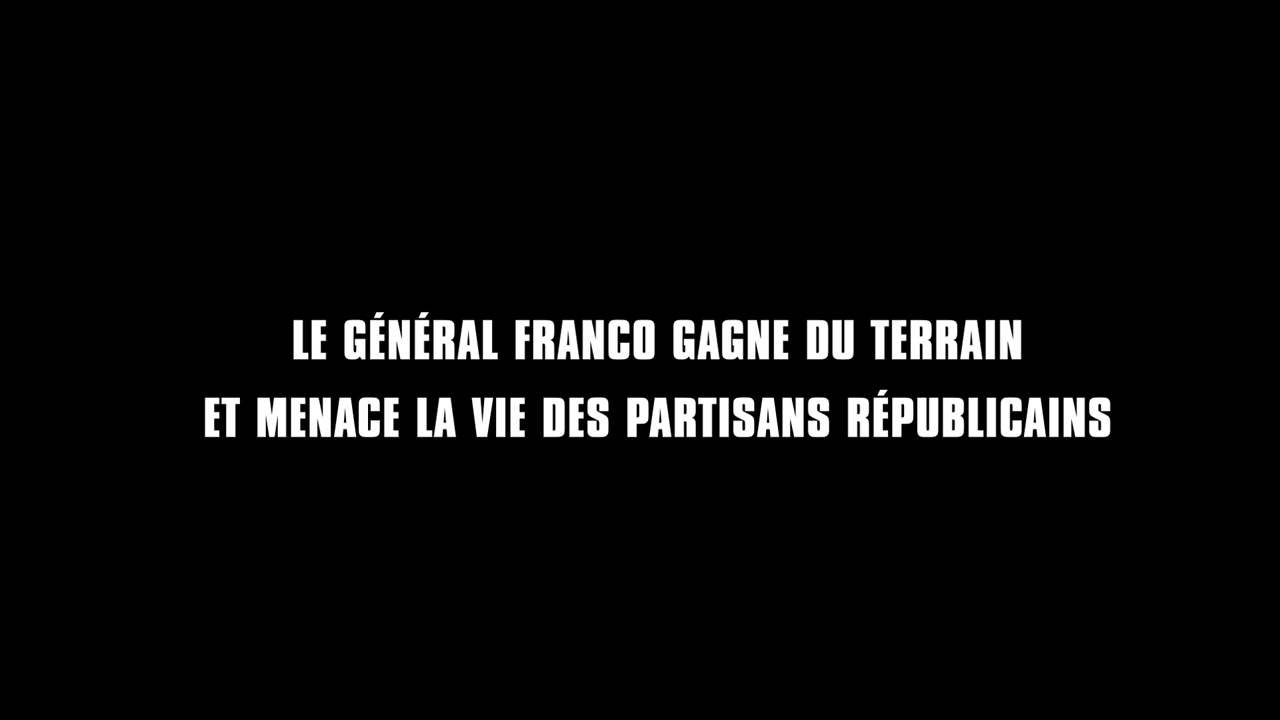 LE GÉNÉRAL FRANCO GAGNE DU TERRAIN
ET MENACE LA VIE DES PARTISANS RÉPUBLICAINS